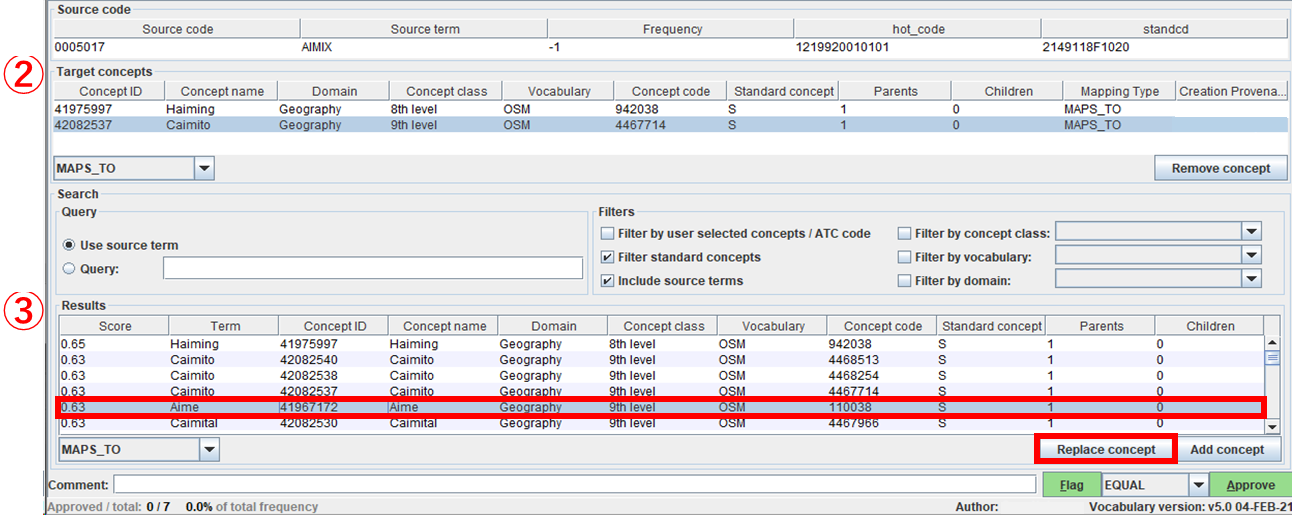 Source code
Source code Source term Frequency hot_code standcd
0005017 AIMIX -1 1219920010101 2149118F1020
②
Target concepts
Concept ID Concept name Domain Concept class Vocabulary Concept code Standard concept Parents Children Mapping Type Creation Provena...
41975997 Haiming Geography 8th level OSM 942038 S 1 0 MAPS_TO
42082537 Caimito Geography 9th level OSM 4467714 S 1 0 MAPS_TO
MAPS_TO Remove concept
Search
Query Filters
Use source term Filter by user selected concepts / ATC code Filter by concept class:
Query: Filter standard concepts Filter by vocabulary:
Include source terms Filter by domain:
③
Results
Score Term Concept ID Concept name Domain Concept class Vocabulary Concept code Standard concept Parents Children
0.65 Haiming 41975997 Haiming Geography 8th level OSM 942038 S 1 0
0.63 Caimito 42082540 Caimito Geography 9th level OSM 4468513 S 1 0
0.63 Caimito 42082538 Caimito Geography 9th level OSM 4468254 S 1 0
0.63 Caimito 42082537 Caimito Geography 9th level OSM 4467714 S 1 0
0.63 Aime 41967172 Aime Geography 9th level OSM 110038 S 1 0
0.63 Caimital 42082530 Caimital Geography 9th level OSM 4467966 S 1 0
MAPS_TO Replace concept Add concept
Comment: Flag EQUAL Approve
Approved / total: 0 / 7 0.0% of total frequency Author: Vocabulary version: v5.0 04-FEB-21